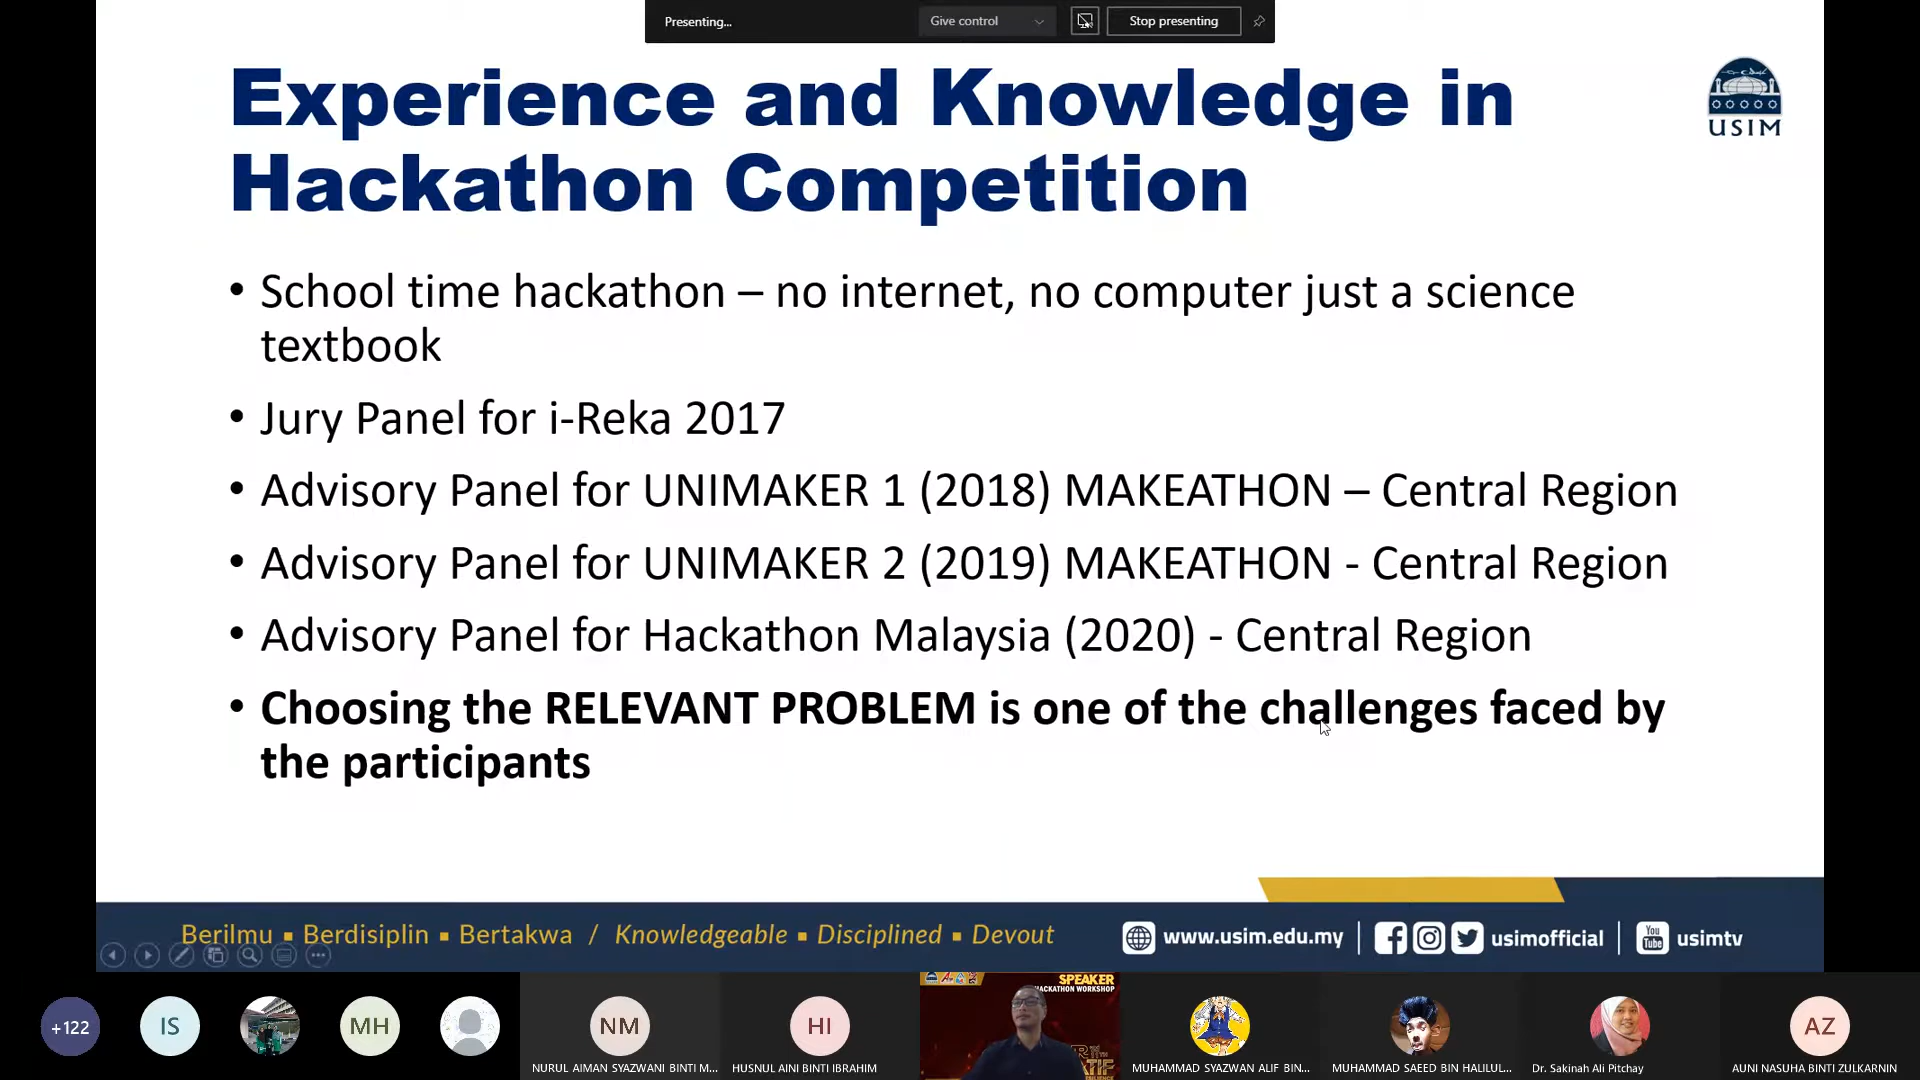 Presenting...
Give control
Stop presenting
Experience and Knowledge in
Hackathon Competition
USIM
• School time hackathon – no internet, no computer just a science
textbook
• Jury Panel for i-Reka 2017
• Advisory Panel for UNIMAKER 1 (2018) MAKEATHON – Central Region
• Advisory Panel for UNIMAKER 2 (2019) MAKEATHON - Central Region
• Advisory Panel for Hackathon Malaysia (2020) - Central Region
• Choosing the RELEVANT PROBLEM is one of the challenges faced by
the participants
Berilmu ▪ Berdisiplin ▪ Bertakwa / Knowledgeable ▪ Disciplined ▪ Devout
www.usim.edu.my | usimofficial | You Tube usimtv
+122
IS
MH
NM
NURUL AIMAN SYAZWANI BINTI M...
HI
HUSNUL AINI BINTI IBRAHIM
SPEAKER
HACKATHON WORKSHOP
MUHAMMAD SYAZWAN ALIF BIN...
MUHAMMAD SAEED BIN HALILUL...
Dr. Sakinah Ali Pitchay
AZ
AUNI NASUHA BINTI ZULKARNIN